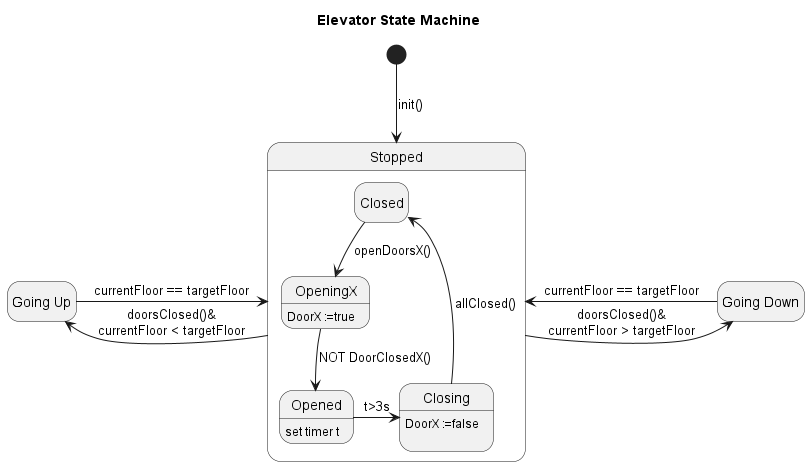 Elevator State Machine
init()
Stopped
Closed
openDoorsX()
OpeningX
DoorX :=true
allClosed()
NOT DoorClosedX()
Opened
set timer t
t>3s
Closing
DoorX :=false
Going Up
currentFloor == targetFloor
doorsClosed()&
currentFloor < targetFloor
currentFloor == targetFloor
doorsClosed()&
currentFloor > targetFloor
Going Down